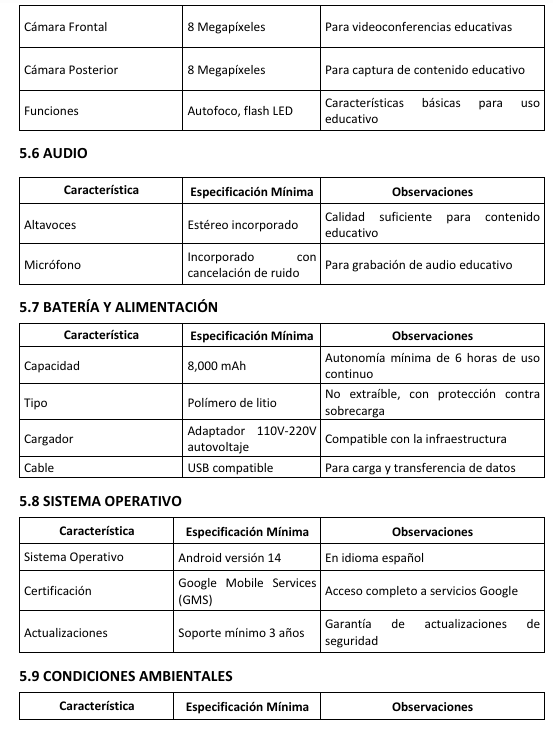 Cámara Frontal 8 Megapíxeles Para videoconferencias educativas
Cámara Posterior 8 Megapíxeles Para captura de contenido educativo
Funciones Autofoco, flash LED Características básicas para uso
educativo
5.6 AUDIO
Característica Especificación Mínima Observaciones
Altavoces Estéreo incorporado Calidad suficiente para contenido
educativo
Micrófono Incorporado con
cancelación de ruido Para grabación de audio educativo
5.7 BATERÍA Y ALIMENTACIÓN
Característica Especificación Mínima Observaciones
Capacidad 8,000 mAh Autonomía mínima de 6 horas de uso
continuo
Tipo Polímero de litio No extraíble, con protección contra
sobrecarga
Cargador Adaptador 110V-220V
autovoltaje Compatible con la infraestructura
Cable USB compatible Para carga y transferencia de datos
5.8 SISTEMA OPERATIVO
Característica Especificación Mínima Observaciones
Sistema Operativo Android versión 14 En idioma español
Certificación Google Mobile Services
(GMS) Acceso completo a servicios Google
Actualizaciones Soporte mínimo 3 años Garantía de actualizaciones de
seguridad
5.9 CONDICIONES AMBIENTALES
Característica Especificación Mínima Observaciones